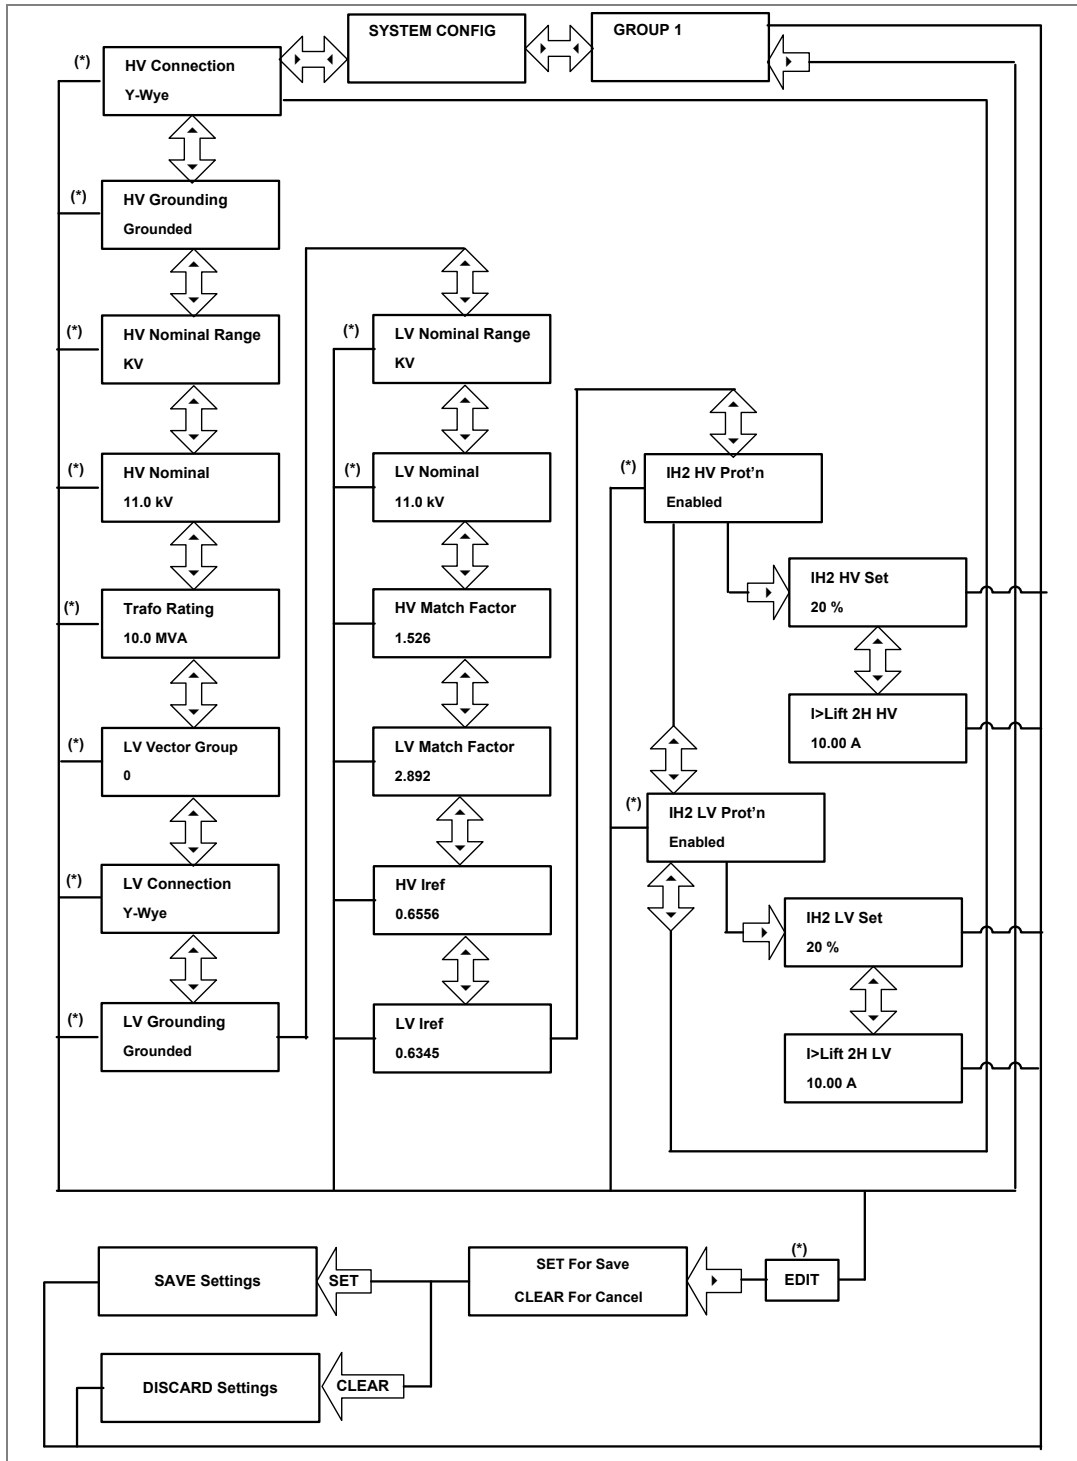 SYSTEM CONFIG
GROUP 1
(*)
HV Connection
Y-Wye
(*)
HV Grounding
Grounded
(*)
HV Nominal Range
KV
(*)
HV Nominal
11.0 kV
(*)
Trafo Rating
10.0 MVA
(*)
LV Vector Group
0
(*)
LV Connection
Y-Wye
(*)
LV Grounding
Grounded
(*)
LV Nominal Range
KV
(*)
LV Nominal
11.0 kV
HV Match Factor
1.526
LV Match Factor
2.892
HV Iref
0.6556
LV Iref
0.6345
(*)
IH2 HV Prot’n
Enabled
IH2 HV Set
20 %
I>Lift 2H HV
10.00 A
(*)
IH2 LV Prot’n
Enabled
IH2 LV Set
20 %
I>Lift 2H LV
10.00 A
(*)
EDIT
SET For Save
CLEAR For Cancel
SET
SAVE Settings
CLEAR
DISCARD Settings